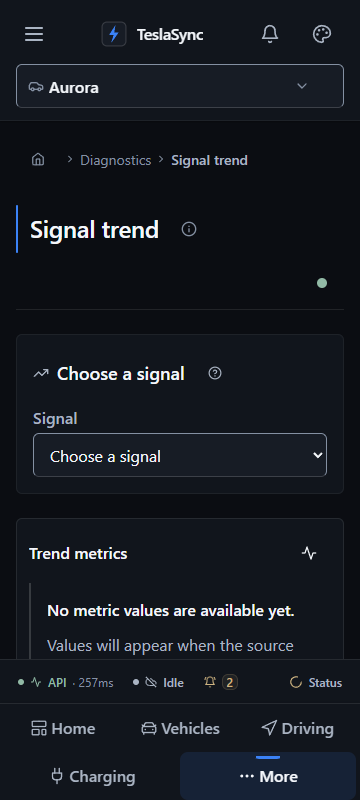 TeslaSync
Aurora
Diagnostics Signal trend
Signal trend
Choose a signal
Signal
Choose a signal
Trend metrics
No metric values are available yet.
Values will appear when the source
API · 257ms Idle 2 Status
Home Vehicles Driving
Charging More